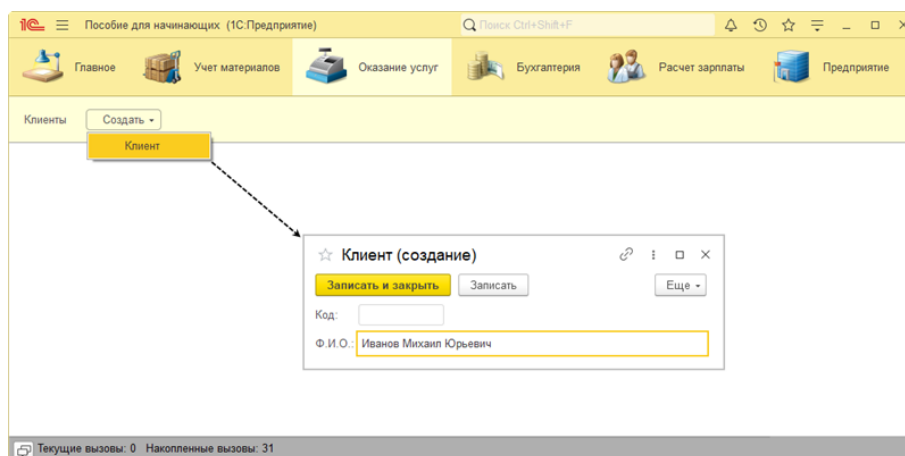 1С Пособие для начинающих (1С:Предприятие) Поиск Ctrl+Shift+F
Главное Учет материалов Оказание услуг Бухгалтерия Расчет зарплаты Предприятие
Клиенты Создать
Клиент
Клиент (создание)
Записать и закрыть Записать Еще
Код:
Ф.И.О.: Иванов Михаил Юрьевич
Текущие вызовы: 0 Накопленные вызовы: 31